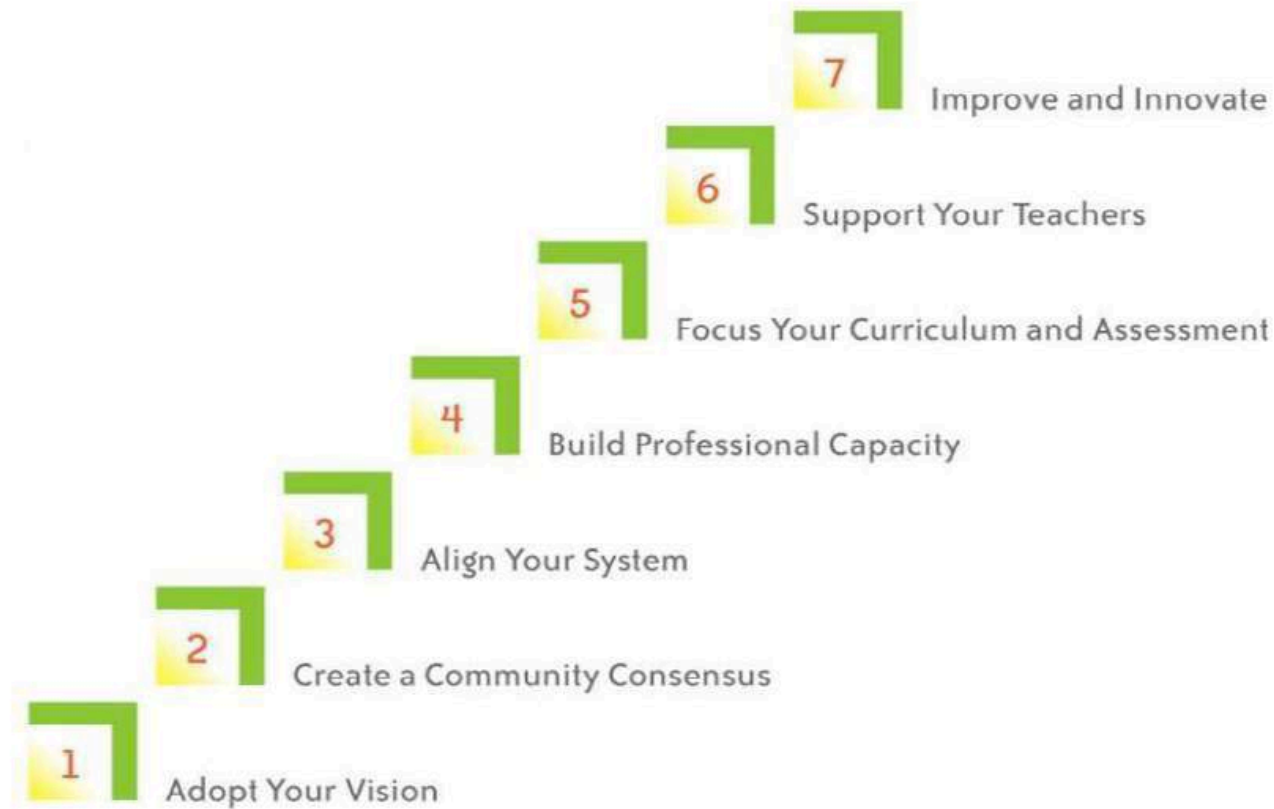 7
Improve and Innovate
6
Support Your Teachers
5
Focus Your Curriculum and Assessment
4
Build Professional Capacity
3
Align Your System
2
Create a Community Consensus
1
Adopt Your Vision